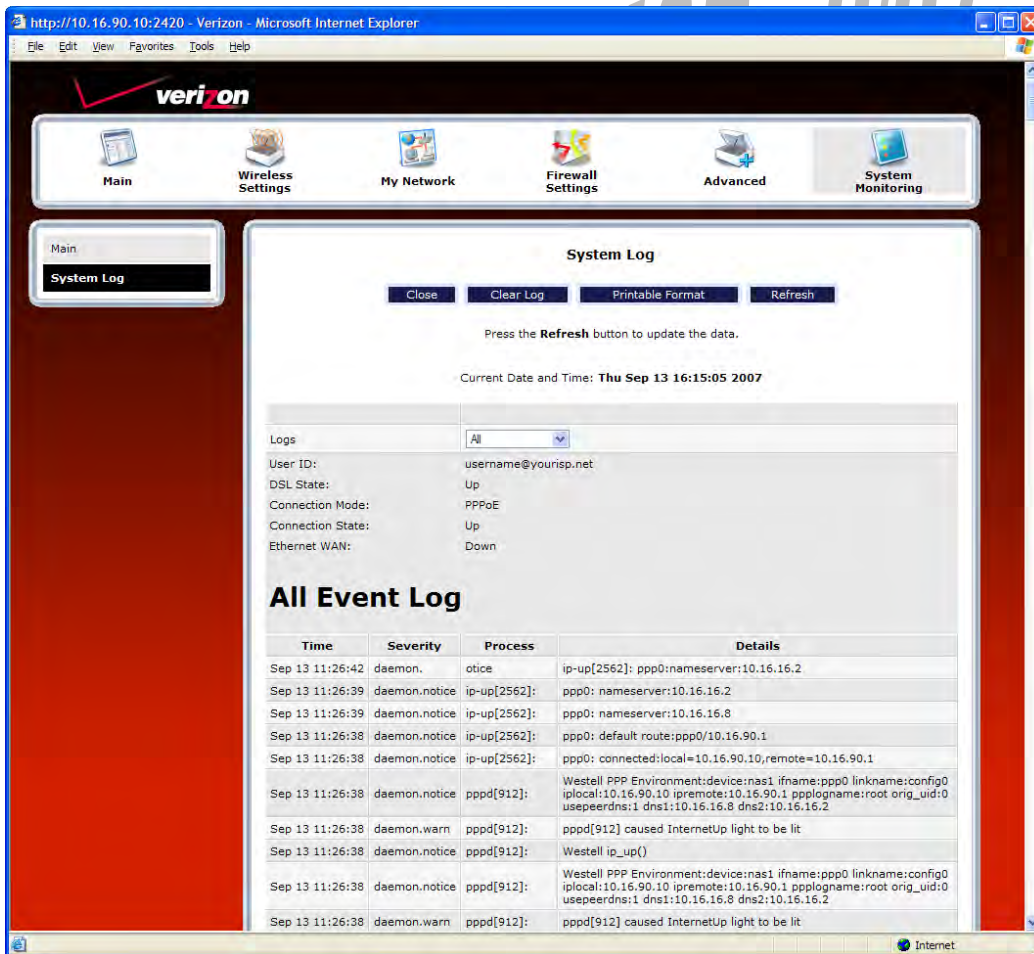 http://10.16.90.10:2420 - Verizon - Microsoft Internet Explorer
File Edit View Favorites Tools Help
verizon
Main
Wireless Settings
My Network
Firewall Settings
Advanced
System Monitoring
Main
System Log
System Log
Close Clear Log Printable Format Refresh
Press the Refresh button to update the data.
Current Date and Time: Thu Sep 13 16:15:05 2007
Logs All
User ID: username@yourisp.net
DSL State: Up
Connection Mode: PPPoE
Connection State: Up
Ethernet WAN: Down
All Event Log
Time Severity Process Details
Sep 13 11:26:42 daemon. otice ip-up[2562]: ppp0:nameserver:10.16.16.2
Sep 13 11:26:39 daemon.notice ip-up[2562]: ppp0: nameserver:10.16.16.2
Sep 13 11:26:39 daemon.notice ip-up[2562]: ppp0: nameserver:10.16.16.8
Sep 13 11:26:38 daemon.notice ip-up[2562]: ppp0: default route:ppp0/10.16.90.1
Sep 13 11:26:38 daemon.notice ip-up[2562]: ppp0: connected:local=10.16.90.10,remote=10.16.90.1
Sep 13 11:26:38 daemon.notice pppd[912]: Westell PPP Environment:device:nas1 ifname:ppp0 linkname:config0
iplocal:10.16.90.10 ipremote:10.16.90.1 ppplogname:root orig_uid:0
usepeerdns:1 dns1:10.16.16.8 dns2:10.16.16.2
Sep 13 11:26:38 daemon.warn pppd[912]: pppd[912] caused InternetUp light to be lit
Sep 13 11:26:38 daemon.notice pppd[912]: Westell ip_up()
Sep 13 11:26:38 daemon.notice pppd[912]: Westell PPP Environment:device:nas1 ifname:ppp0 linkname:config0
iplocal:10.16.90.10 ipremote:10.16.90.1 ppplogname:root orig_uid:0
usepeerdns:1 dns1:10.16.16.8 dns2:10.16.16.2
Sep 13 11:26:38 daemon.warn pppd[912]: pppd[912] caused InternetUp light to be lit
Internet